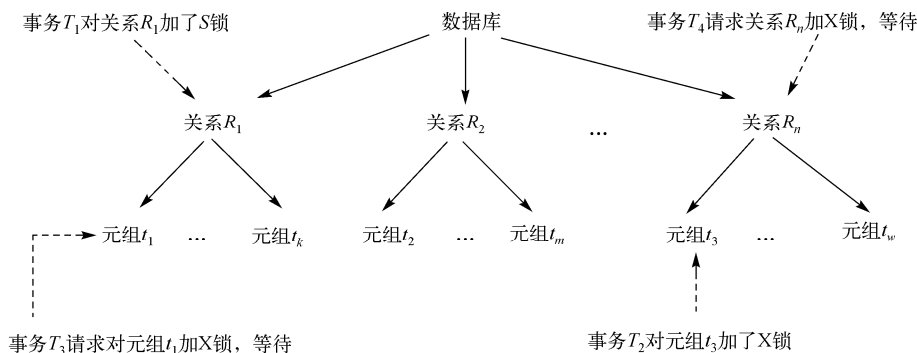 事务T₁对关系R₁加了S锁 数据库 事务T₄请求关系Rₙ加X锁，等待
关系R₁ 关系R₂ … 关系Rₙ
元组t₁ … 元组tₖ 元组t₂ … 元组tₘ 元组t₃ … 元组t_w
事务T₃请求对元组t₁加X锁，等待 事务T₂对元组t₃加了X锁